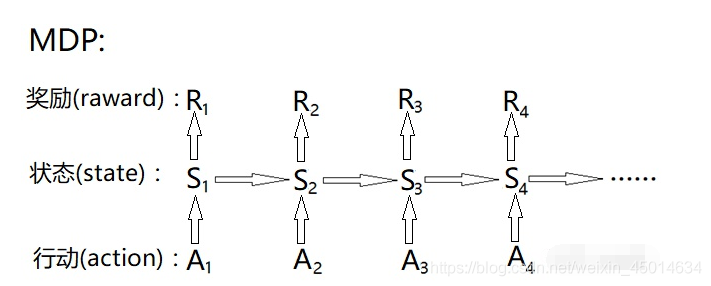 MDP:
奖励(raward)：R1 R2 R3 R4
状态(state)： S1 S2 S3 S4 ······
行动(action)：A1 A2 A3 A4
https://blog.csdn.net/weixin_45014634